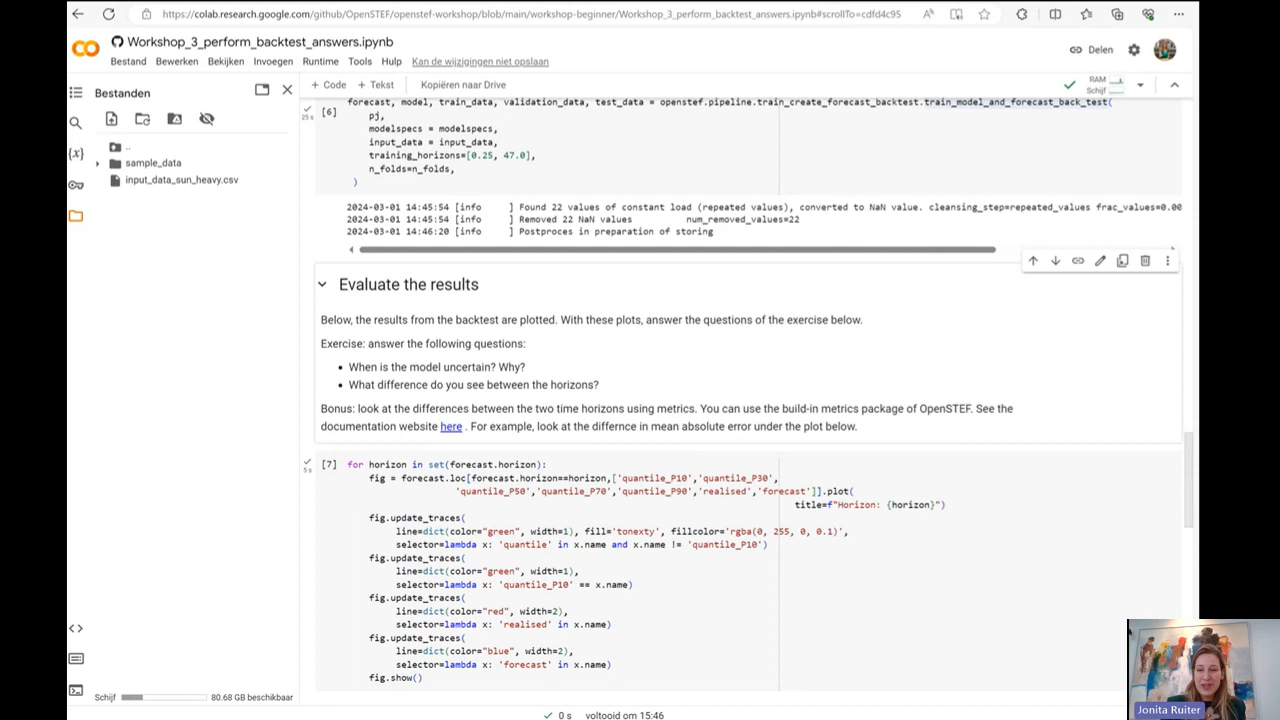 https://colab.research.google.com/github/OpenSTEF/openstef-workshop/blob/main/workshop-beginner/Workshop_3_perform_backtest_answers.ipynb#scrollTo=cdfd4c95
Workshop_3_perform_backtest_answers.ipynb
Bestand Bewerken Bekijken Invoegen Runtime Tools Help Kan de wijzigingen niet opslaan
Delen
+ Code + Tekst Kopiëren naar Drive
RAM
Schijf
Bestanden
..
sample_data
input_data_sun_heavy.csv
Schijf 80.68 GB beschikbaar
[6]
25s
forecast, model, train_data, validation_data, test_data = openstef.pipeline.train_create_forecast_backtest.train_model_and_forecast_back_test(
pj,
modelspecs = modelspecs,
input_data = input_data,
training_horizons=[0.25, 47.0],
n_folds=n_folds,
)
2024-03-01 14:45:54 [info ] Found 22 values of constant load (repeated values), converted to NaN value. cleansing_step=repeated_values frac_values=0.00
2024-03-01 14:45:54 [info ] Removed 22 NaN values num_removed_values=22
2024-03-01 14:46:20 [info ] Postproces in preparation of storing
Evaluate the results
Below, the results from the backtest are plotted. With these plots, answer the questions of the exercise below.
Exercise: answer the following questions:
• When is the model uncertain? Why?
• What difference do you see between the horizons?
Bonus: look at the differences between the two time horizons using metrics. You can use the build-in metrics package of OpenSTEF. See the
documentation website here . For example, look at the differnce in mean absolute error under the plot below.
[7]
5s
for horizon in set(forecast.horizon):
fig = forecast.loc[forecast.horizon==horizon,['quantile_P10','quantile_P30',
'quantile_P50','quantile_P70','quantile_P90','realised','forecast']].plot(
title=f"Horizon: {horizon}")
fig.update_traces(
line=dict(color="green", width=1), fill='tonexty', fillcolor='rgba(0, 255, 0, 0.1)',
selector=lambda x: 'quantile' in x.name and x.name != 'quantile_P10')
fig.update_traces(
line=dict(color="green", width=1),
selector=lambda x: 'quantile_P10' == x.name)
fig.update_traces(
line=dict(color="red", width=2),
selector=lambda x: 'realised' in x.name)
fig.update_traces(
line=dict(color="blue", width=2),
selector=lambda x: 'forecast' in x.name)
fig.show()
0 s voltooid om 15:46
Jonita Ruiter